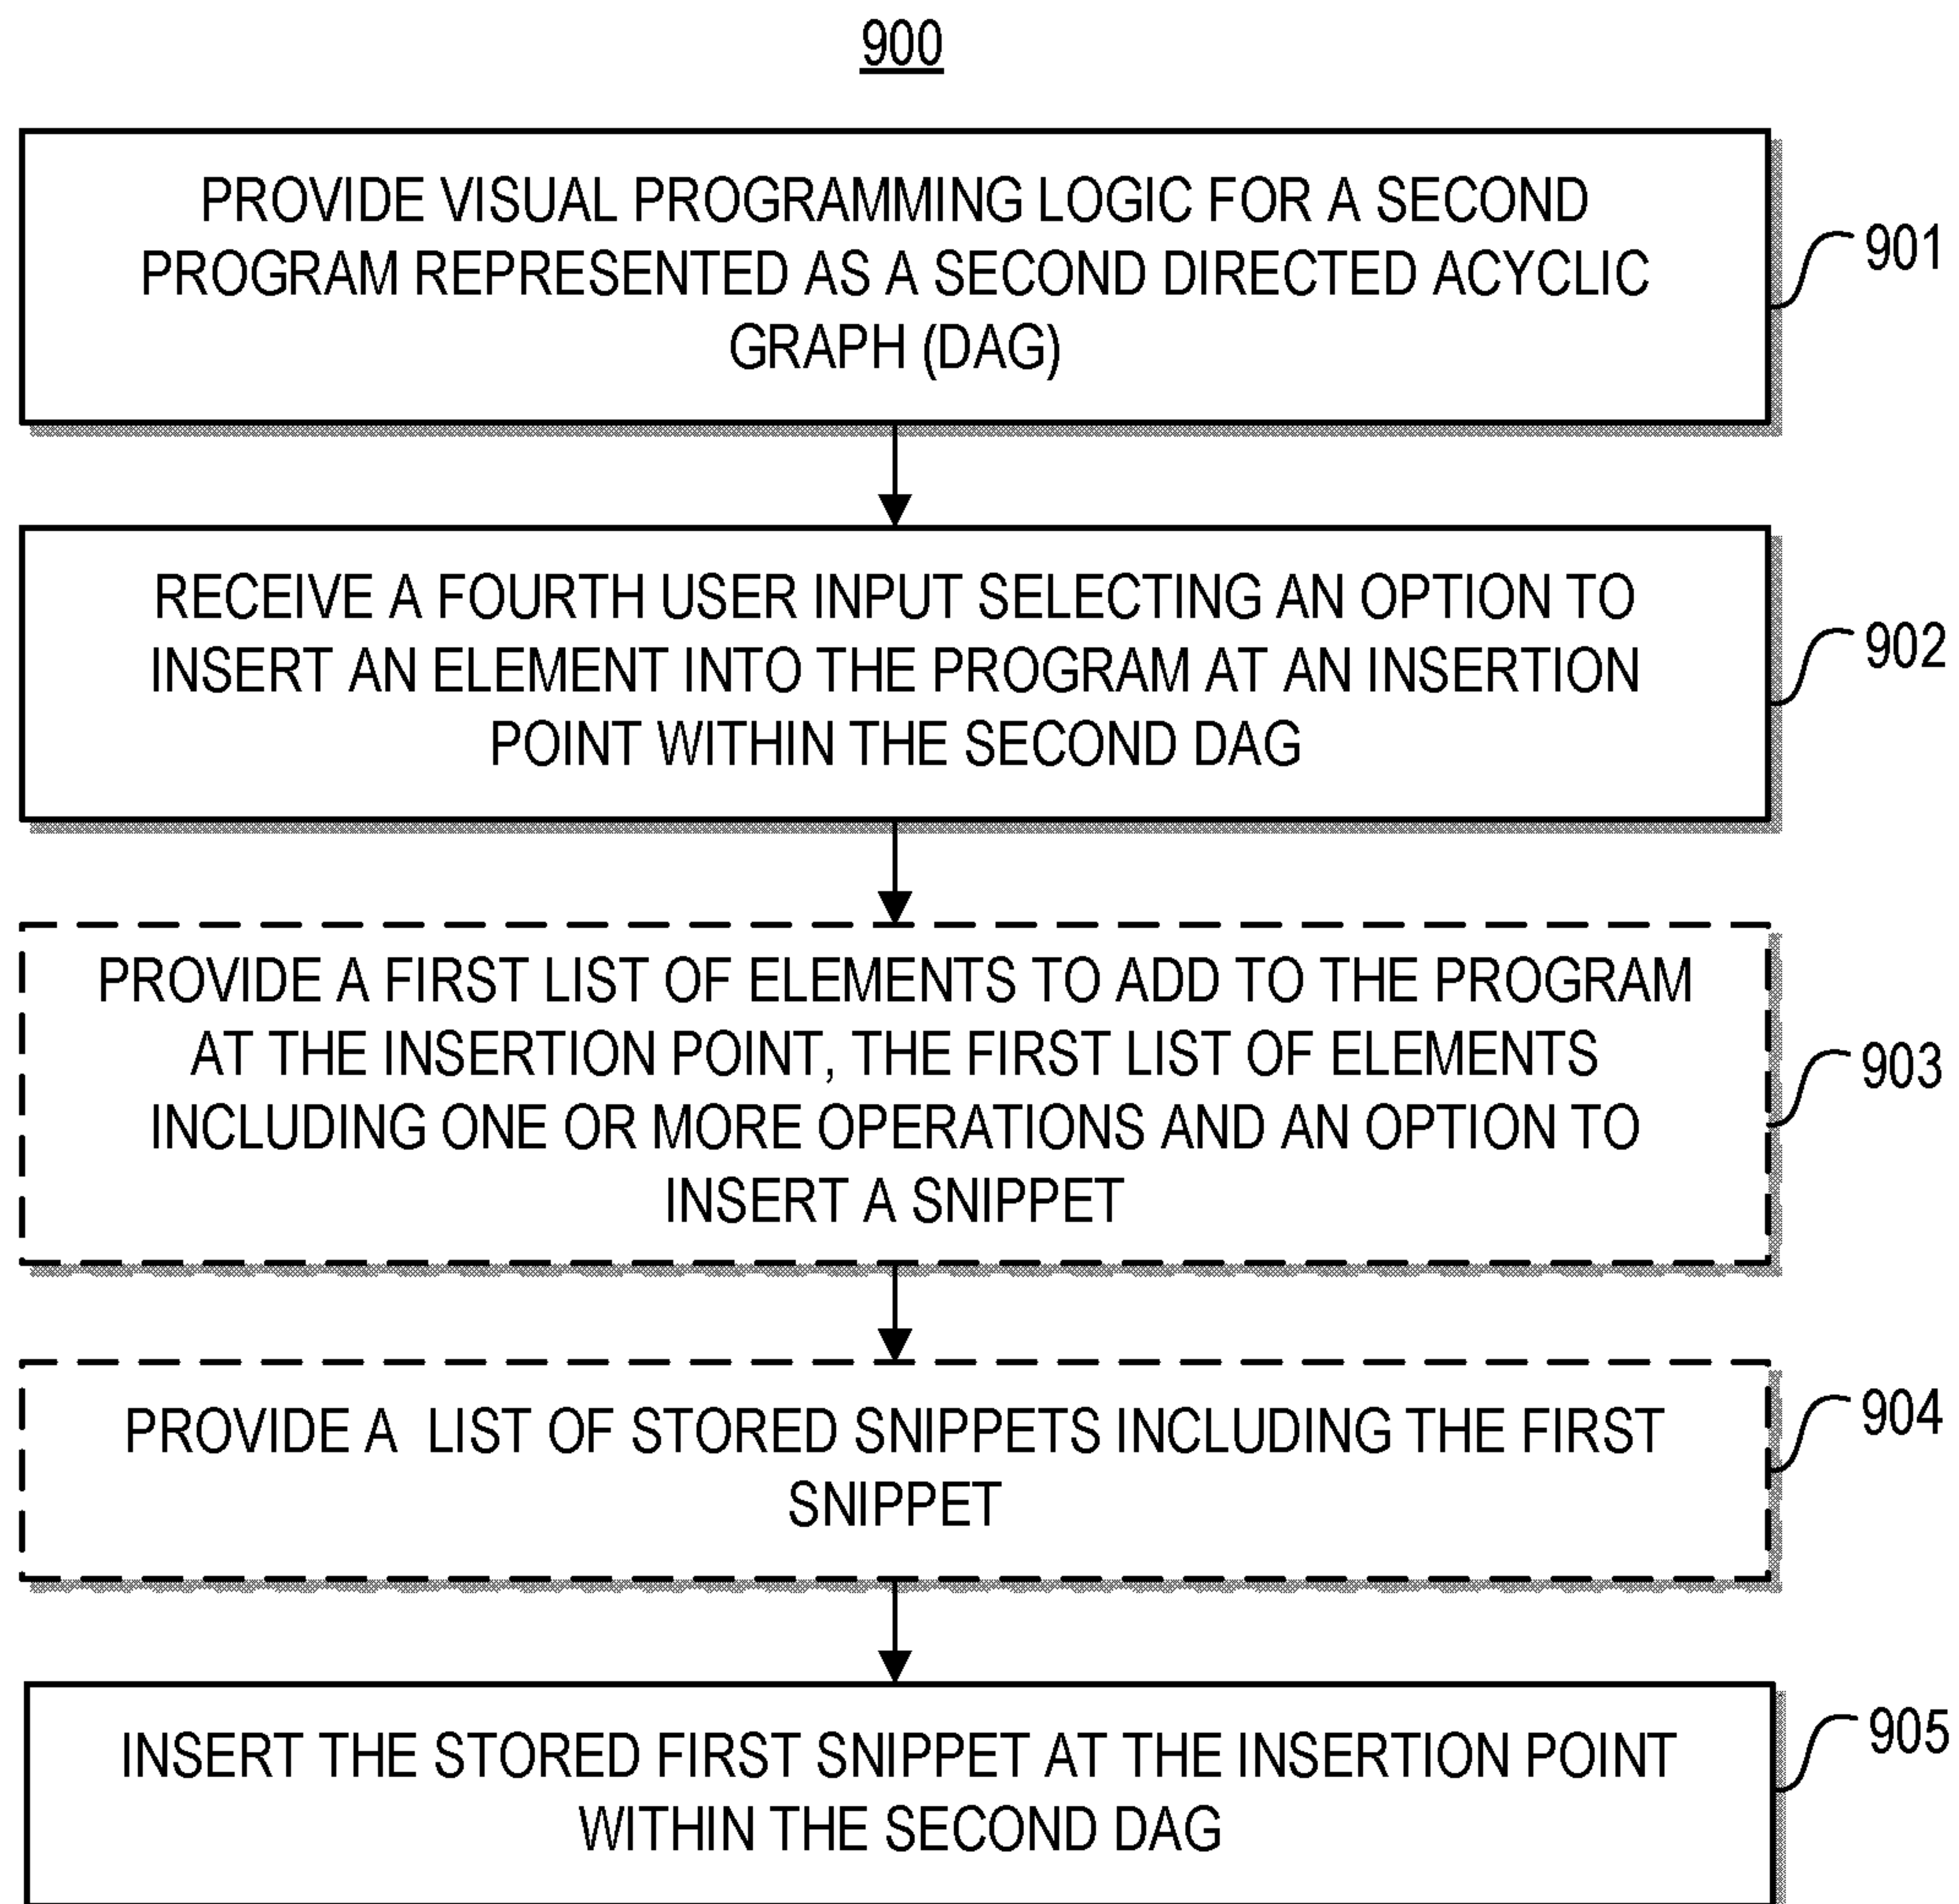 900
PROVIDE VISUAL PROGRAMMING LOGIC FOR A SECOND
PROGRAM REPRESENTED AS A SECOND DIRECTED ACYCLIC
GRAPH (DAG)
901
RECEIVE A FOURTH USER INPUT SELECTING AN OPTION TO
INSERT AN ELEMENT INTO THE PROGRAM AT AN INSERTION
POINT WITHIN THE SECOND DAG
902
PROVIDE A FIRST LIST OF ELEMENTS TO ADD TO THE PROGRAM
AT THE INSERTION POINT, THE FIRST LIST OF ELEMENTS
INCLUDING ONE OR MORE OPERATIONS AND AN OPTION TO
INSERT A SNIPPET
903
PROVIDE A LIST OF STORED SNIPPETS INCLUDING THE FIRST
SNIPPET
904
INSERT THE STORED FIRST SNIPPET AT THE INSERTION POINT
WITHIN THE SECOND DAG
905